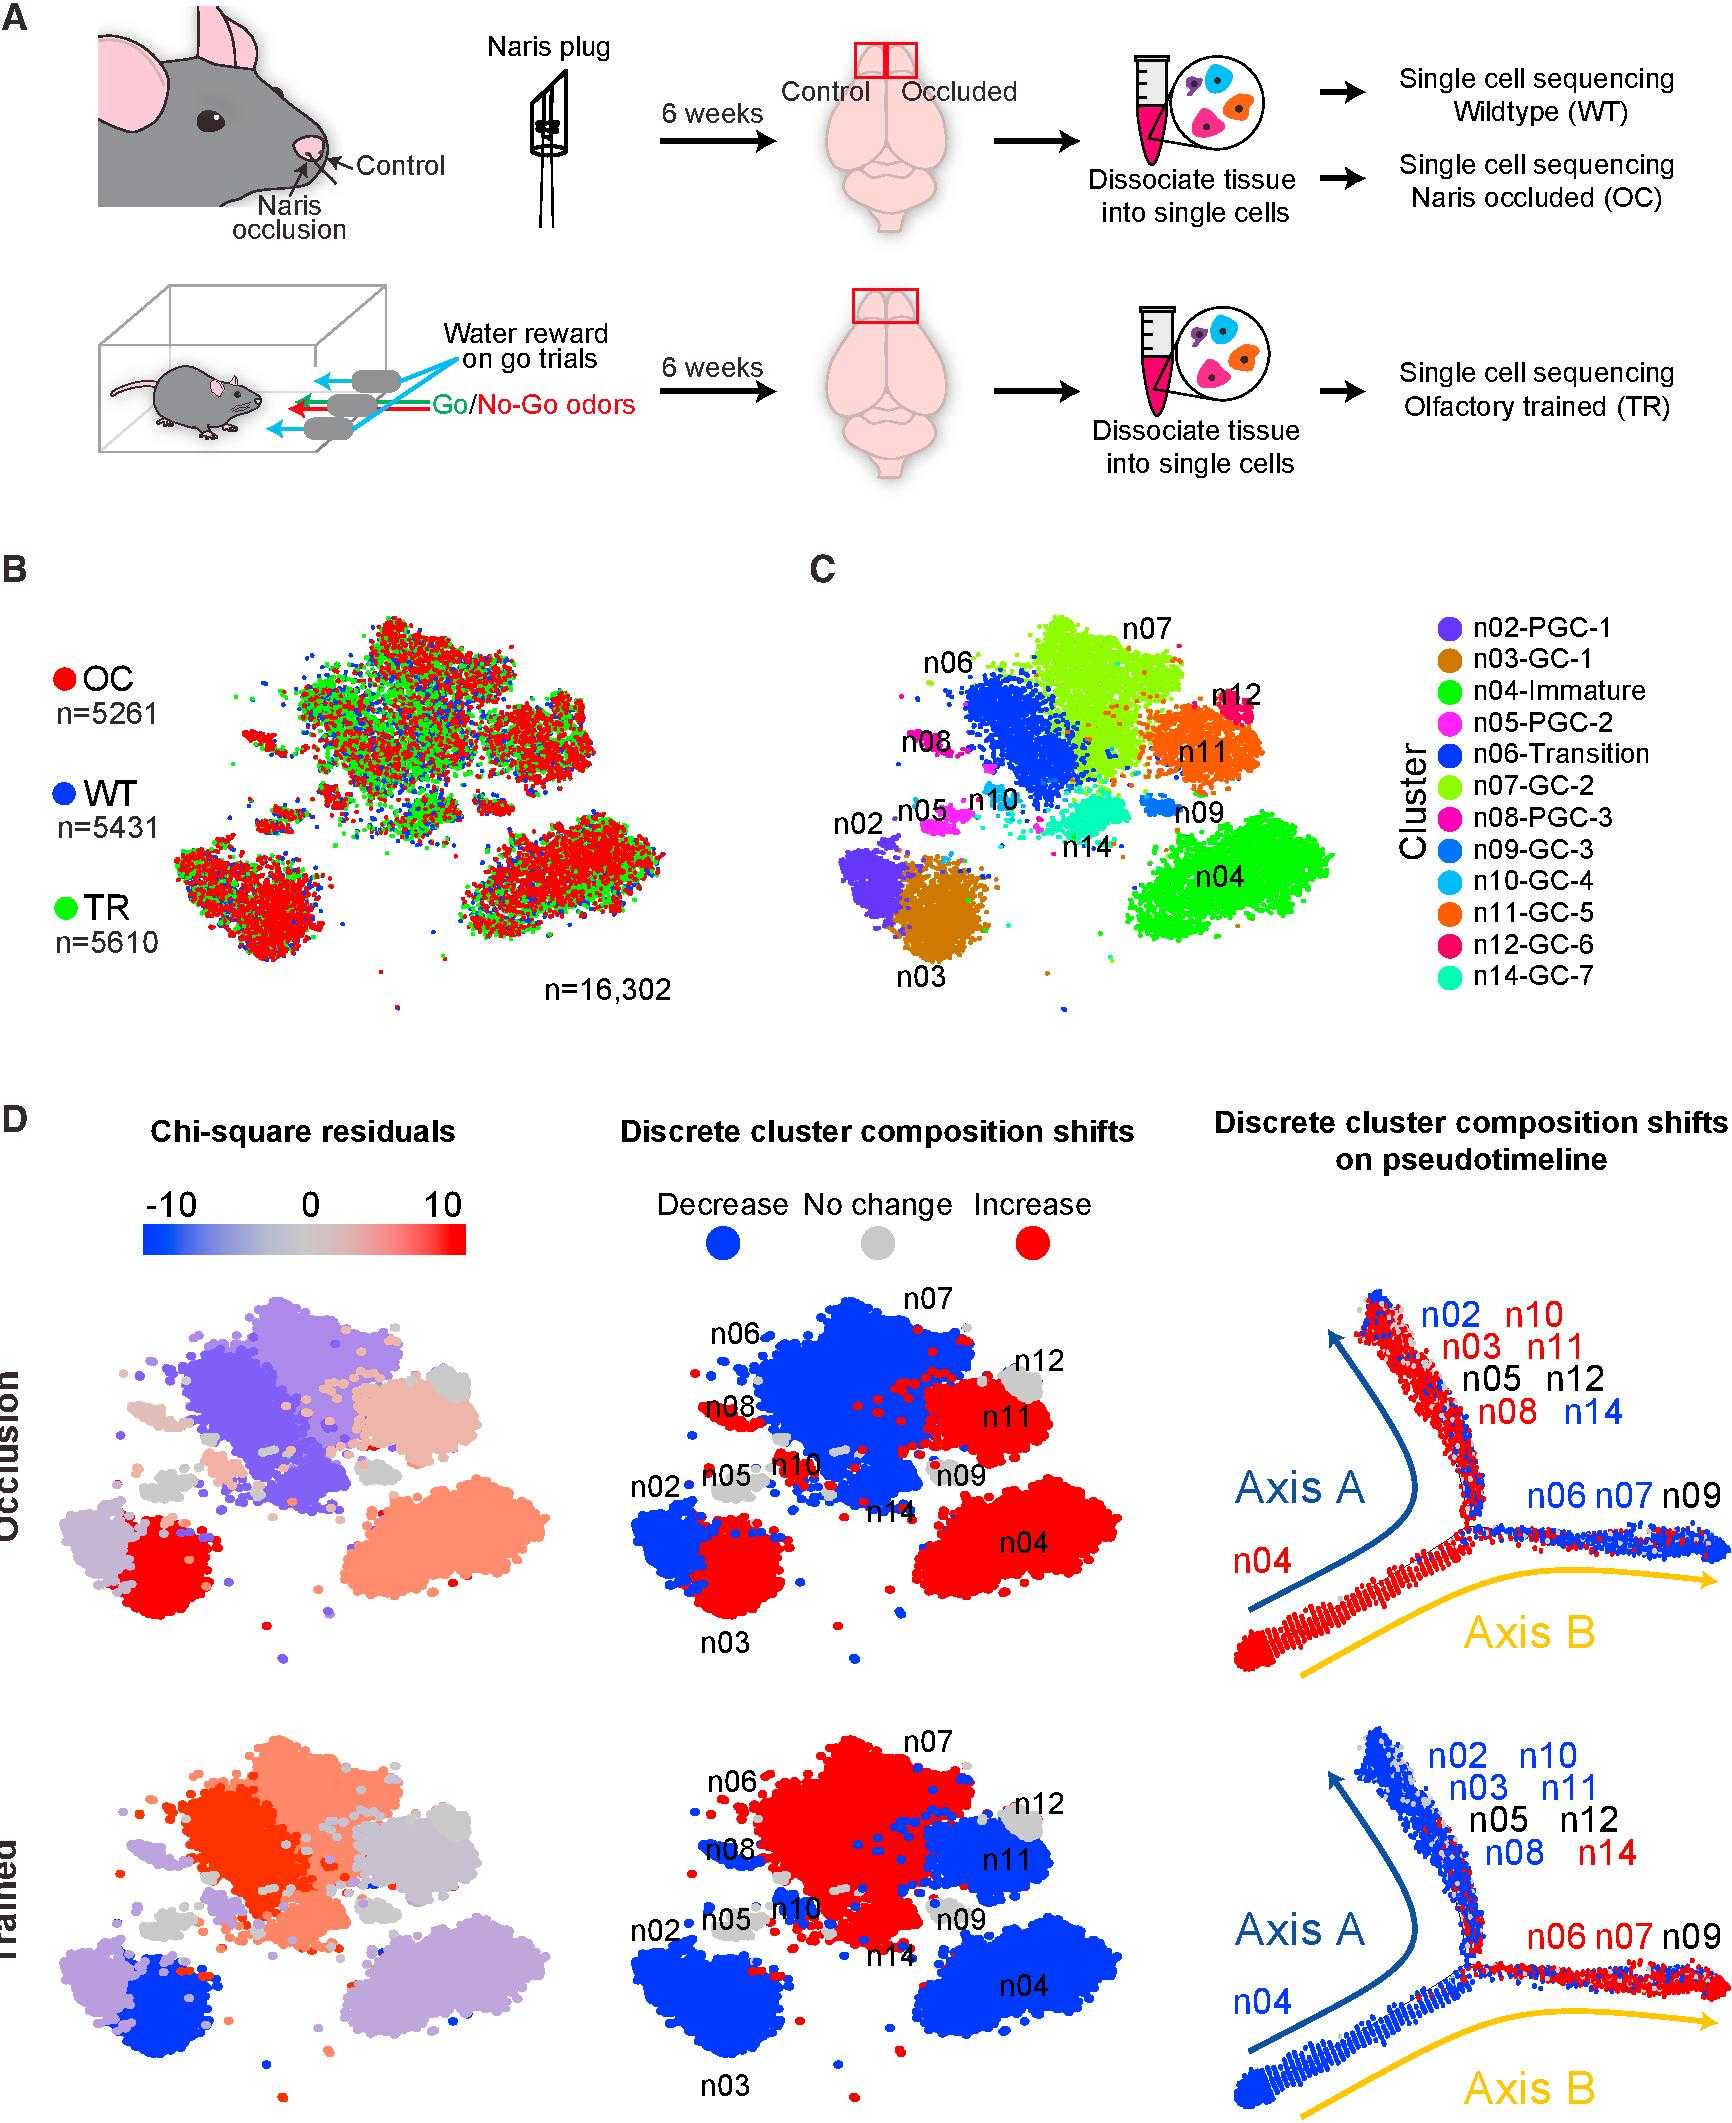 A
Naris plug
Control
Naris
occlusion
6 weeks
Control
Occluded
Dissociate tissue
into single cells
Single cell sequencing
Wildtype (WT)
Single cell sequencing
Naris occluded (OC)
Water reward
on go trials
Go/No-Go odors
6 weeks
Dissociate tissue
into single cells
Single cell sequencing
Olfactory trained (TR)
B
OC
n=5261
WT
n=5431
TR
n=5610
n=16,302
C
n07
n06
n12
n08
n11
n10
n05
n09
n02
n14
n04
n03
Cluster
n02-PGC-1
n03-GC-1
n04-Immature
n05-PGC-2
n06-Transition
n07-GC-2
n08-PGC-3
n09-GC-3
n10-GC-4
n11-GC-5
n12-GC-6
n14-GC-7
D
Chi-square residuals
-10 0 10
Discrete cluster composition shifts
Decrease No change Increase
Discrete cluster composition shifts
on pseudotimeline
Occlusion
n07
n06
n12
n08
n11
n10
n05
n09
n02
n14
n04
n03
n02 n10
n03 n11
n05 n12
n08 n14
Axis A
n06 n07 n09
n04
Axis B
Trained
n07
n06
n12
n08
n11
n10
n05
n09
n02
n14
n04
n03
n02 n10
n03 n11
n05 n12
n08 n14
Axis A
n06 n07 n09
n04
Axis B